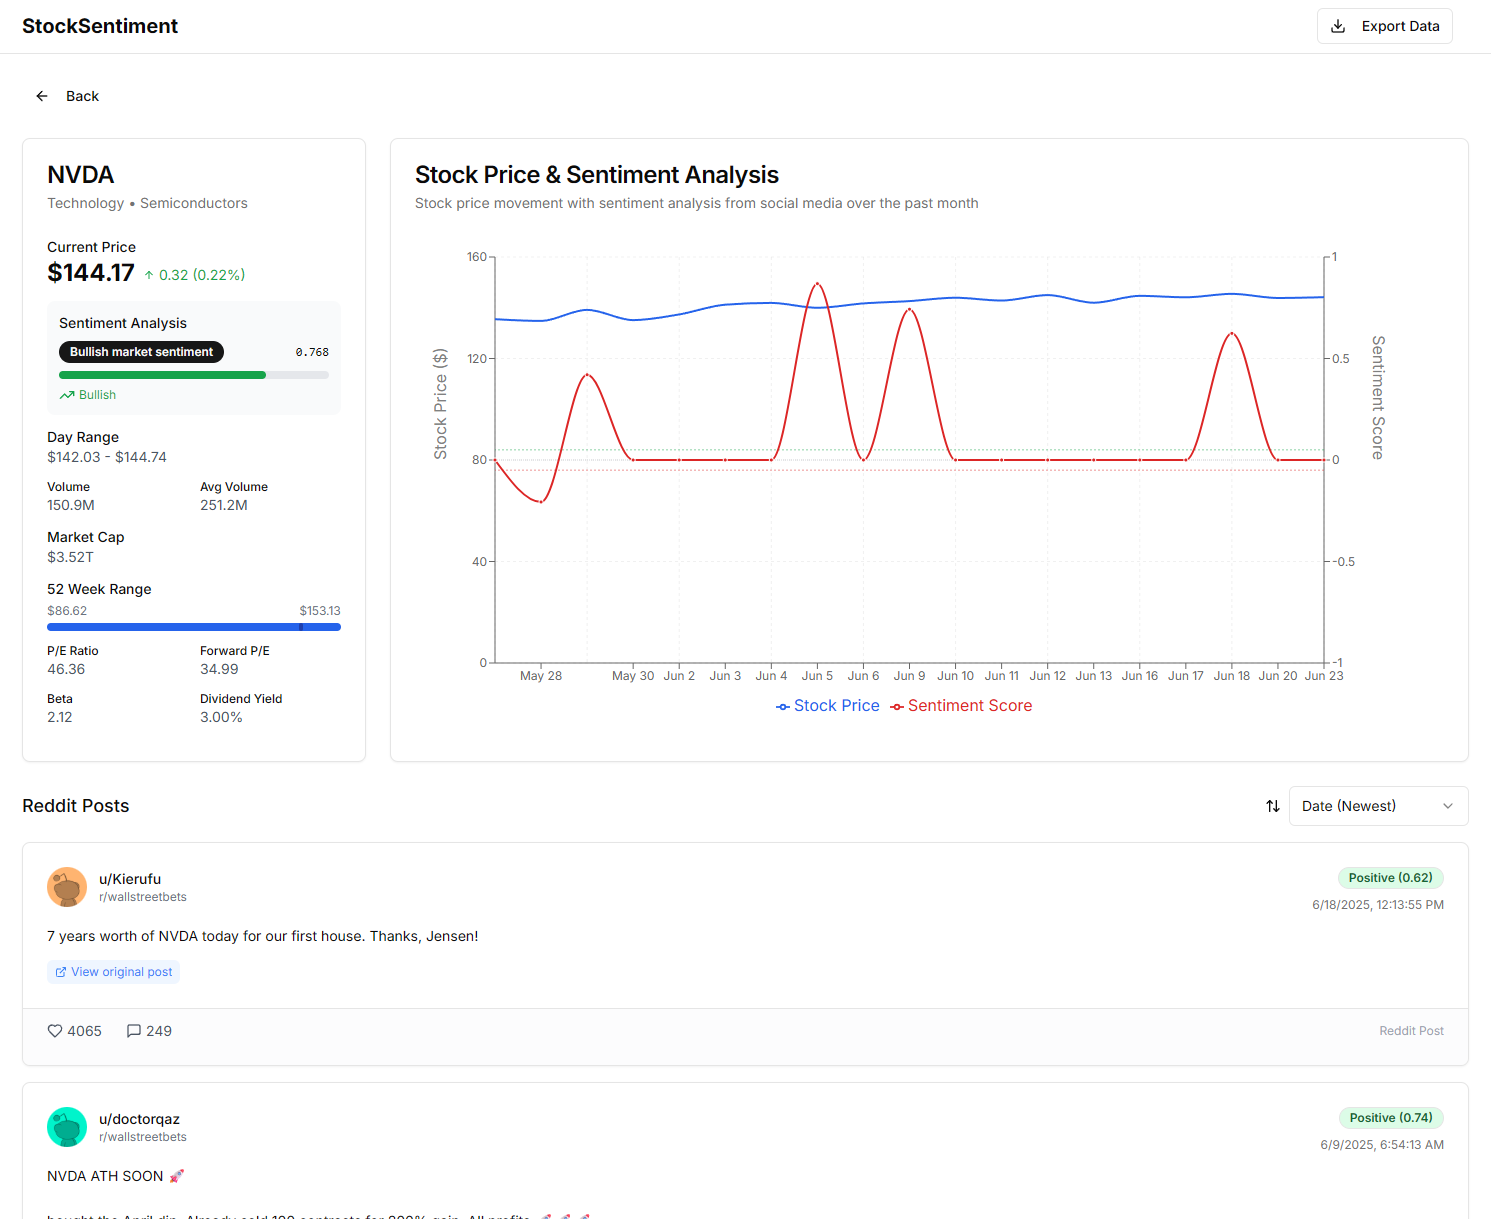 StockSentiment
Export Data
Back
NVDA
Technology • Semiconductors
Current Price
$144.17 ↑ 0.32 (0.22%)
Sentiment Analysis
Bullish market sentiment 0.768
Bullish
Day Range
$142.03 - $144.74
Volume Avg Volume
150.9M 251.2M
Market Cap
$3.52T
52 Week Range
$86.62 $153.13
P/E Ratio Forward P/E
46.36 34.99
Beta Dividend Yield
2.12 3.00%
Stock Price & Sentiment Analysis
Stock price movement with sentiment analysis from social media over the past month
Stock Price ($)
160
120
80
40
0
1
0.5
0
-0.5
-1
Sentiment Score
May 28 May 30 Jun 2 Jun 3 Jun 4 Jun 5 Jun 6 Jun 9 Jun 10 Jun 11 Jun 12 Jun 13 Jun 16 Jun 17 Jun 18 Jun 20 Jun 23
Stock Price Sentiment Score
Reddit Posts
Date (Newest)
u/Kierufu
r/wallstreetbets
Positive (0.62)
6/18/2025, 12:13:55 PM
7 years worth of NVDA today for our first house. Thanks, Jensen!
View original post
4065 249
Reddit Post
u/doctorqaz
r/wallstreetbets
Positive (0.74)
6/9/2025, 6:54:13 AM
NVDA ATH SOON 🚀